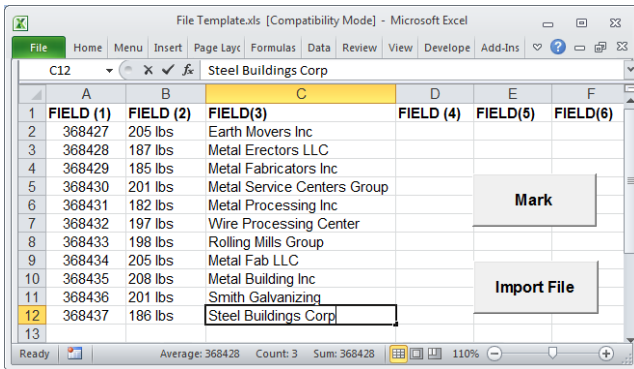 File Template.xls [Compatibility Mode] - Microsoft Excel
File Home Menu Insert Page Layc Formulas Data Review View Develope Add-Ins
C12 fx Steel Buildings Corp
A B C D E F
1 FIELD (1) FIELD (2) FIELD(3) FIELD (4) FIELD(5) FIELD(6)
2 368427 205 lbs Earth Movers Inc
3 368428 187 lbs Metal Erectors LLC
4 368429 185 lbs Metal Fabricators Inc
5 368430 201 lbs Metal Service Centers Group
6 368431 182 lbs Metal Processing Inc
Mark
7 368432 197 lbs Wire Processing Center
8 368433 198 lbs Rolling Mills Group
9 368434 205 lbs Metal Fab LLC
10 368435 208 lbs Metal Building Inc
Import File
11 368436 201 lbs Smith Galvanizing
12 368437 186 lbs Steel Buildings Corp
13
Ready Average: 368428 Count: 3 Sum: 368428 110%